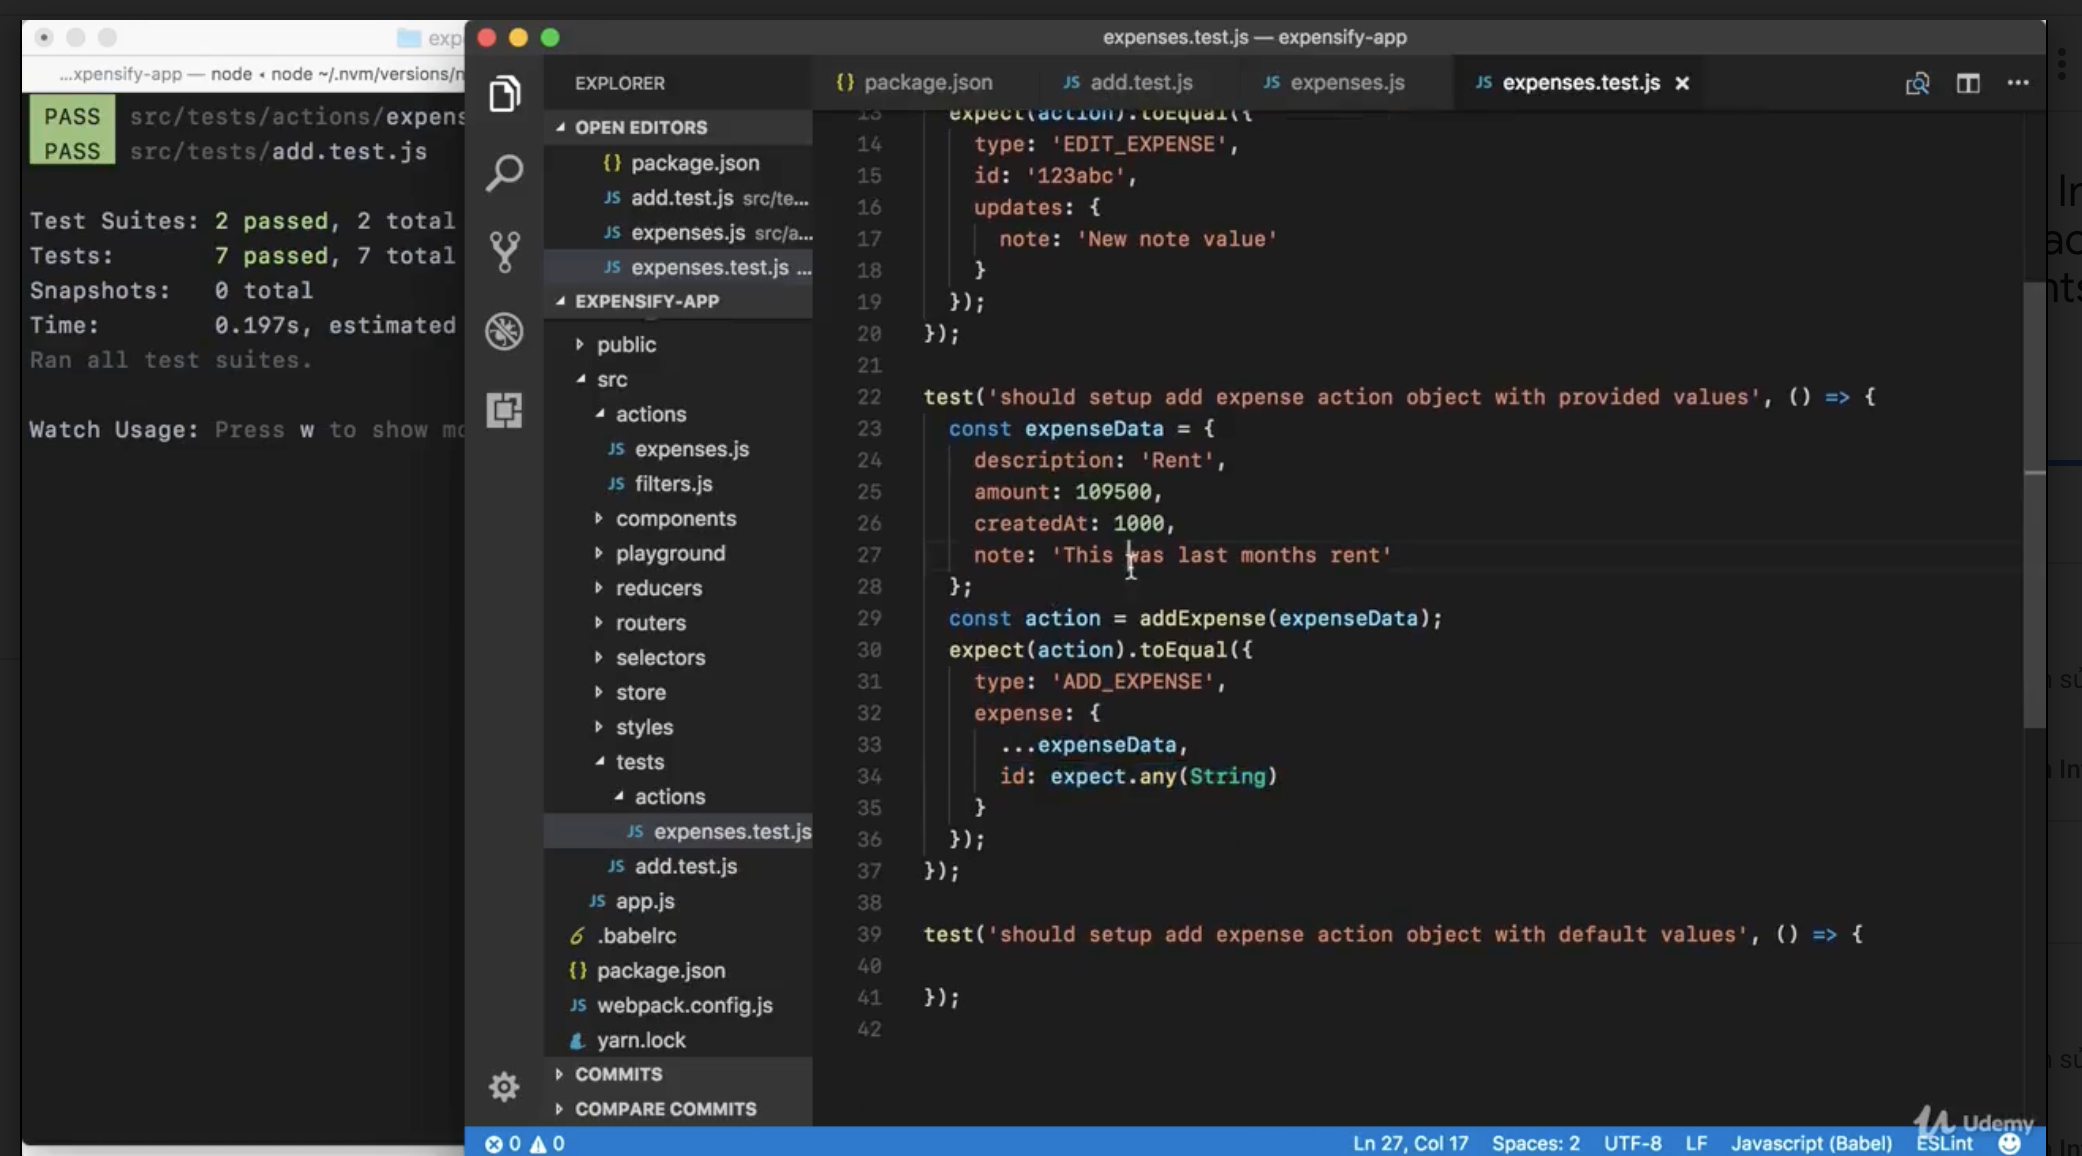 exp
...xpensify-app — node ◂ node ~/.nvm/versions/n
PASS src/tests/actions/expens
PASS src/tests/add.test.js
Test Suites: 2 passed, 2 total
Tests: 7 passed, 7 total
Snapshots: 0 total
Time: 0.197s, estimated
Ran all test suites.
Watch Usage: Press w to show mo
expenses.test.js — expensify-app
EXPLORER
OPEN EDITORS
{} package.json
JS add.test.js src/te...
JS expenses.js src/a...
JS expenses.test.js ...
EXPENSIFY-APP
public
src
actions
JS expenses.js
JS filters.js
components
playground
reducers
routers
selectors
store
styles
tests
actions
JS expenses.test.js
JS add.test.js
JS app.js
.babelrc
{} package.json
JS webpack.config.js
yarn.lock
COMMITS
COMPARE COMMITS
{} package.json JS add.test.js JS expenses.js JS expenses.test.js ×
13 expect(action).toEqual({
14 type: 'EDIT_EXPENSE',
15 id: '123abc',
16 updates: {
17 note: 'New note value'
18 }
19 });
20 });
21
22 test('should setup add expense action object with provided values', () => {
23 const expenseData = {
24 description: 'Rent',
25 amount: 109500,
26 createdAt: 1000,
27 note: 'This was last months rent'
28 };
29 const action = addExpense(expenseData);
30 expect(action).toEqual({
31 type: 'ADD_EXPENSE',
32 expense: {
33 ...expenseData,
34 id: expect.any(String)
35 }
36 });
37 });
38
39 test('should setup add expense action object with default values', () => {
40
41 });
42
Udemy
0 0 Ln 27, Col 17 Spaces: 2 UTF-8 LF Javascript (Babel) ESLint